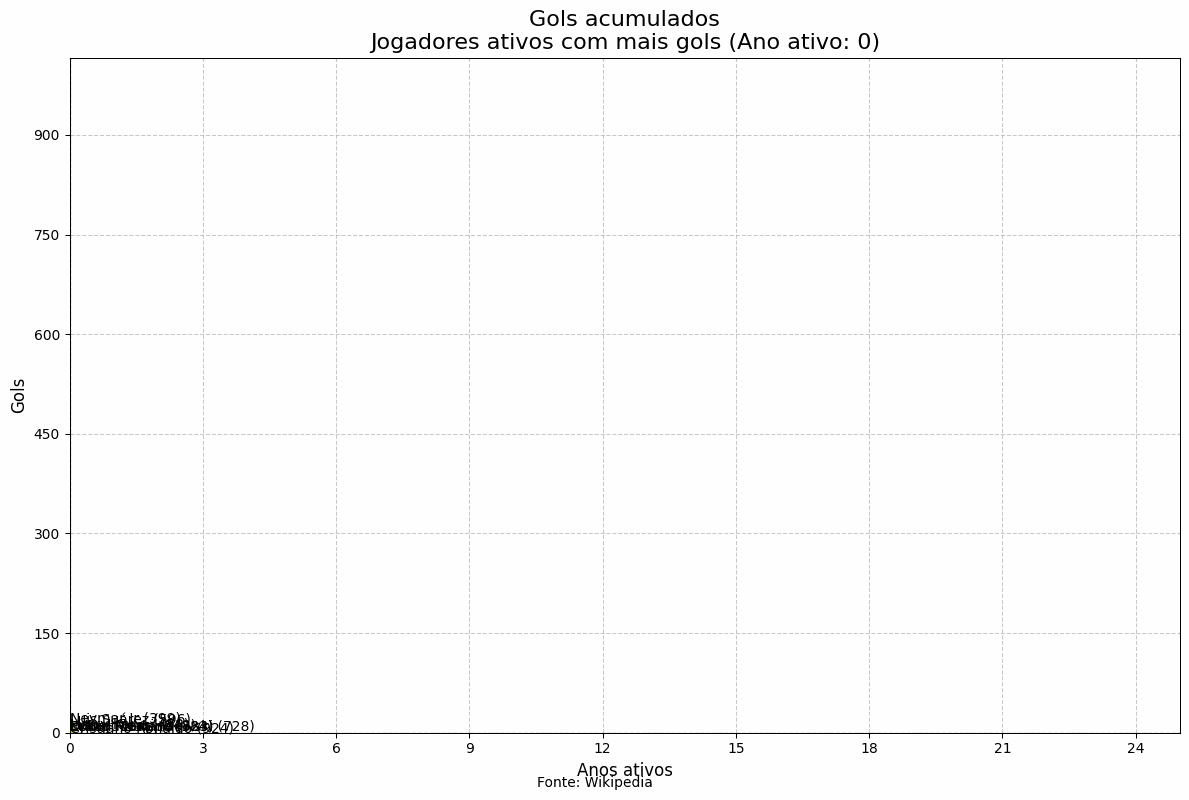 Gols acumulados
Jogadores ativos com mais gols (Ano ativo: 0)
900
750
600
450
300
150
0
Gols
(728)
0 3 6 9 12 15 18 21 24
Anos ativos
Fonte: Wikipedia